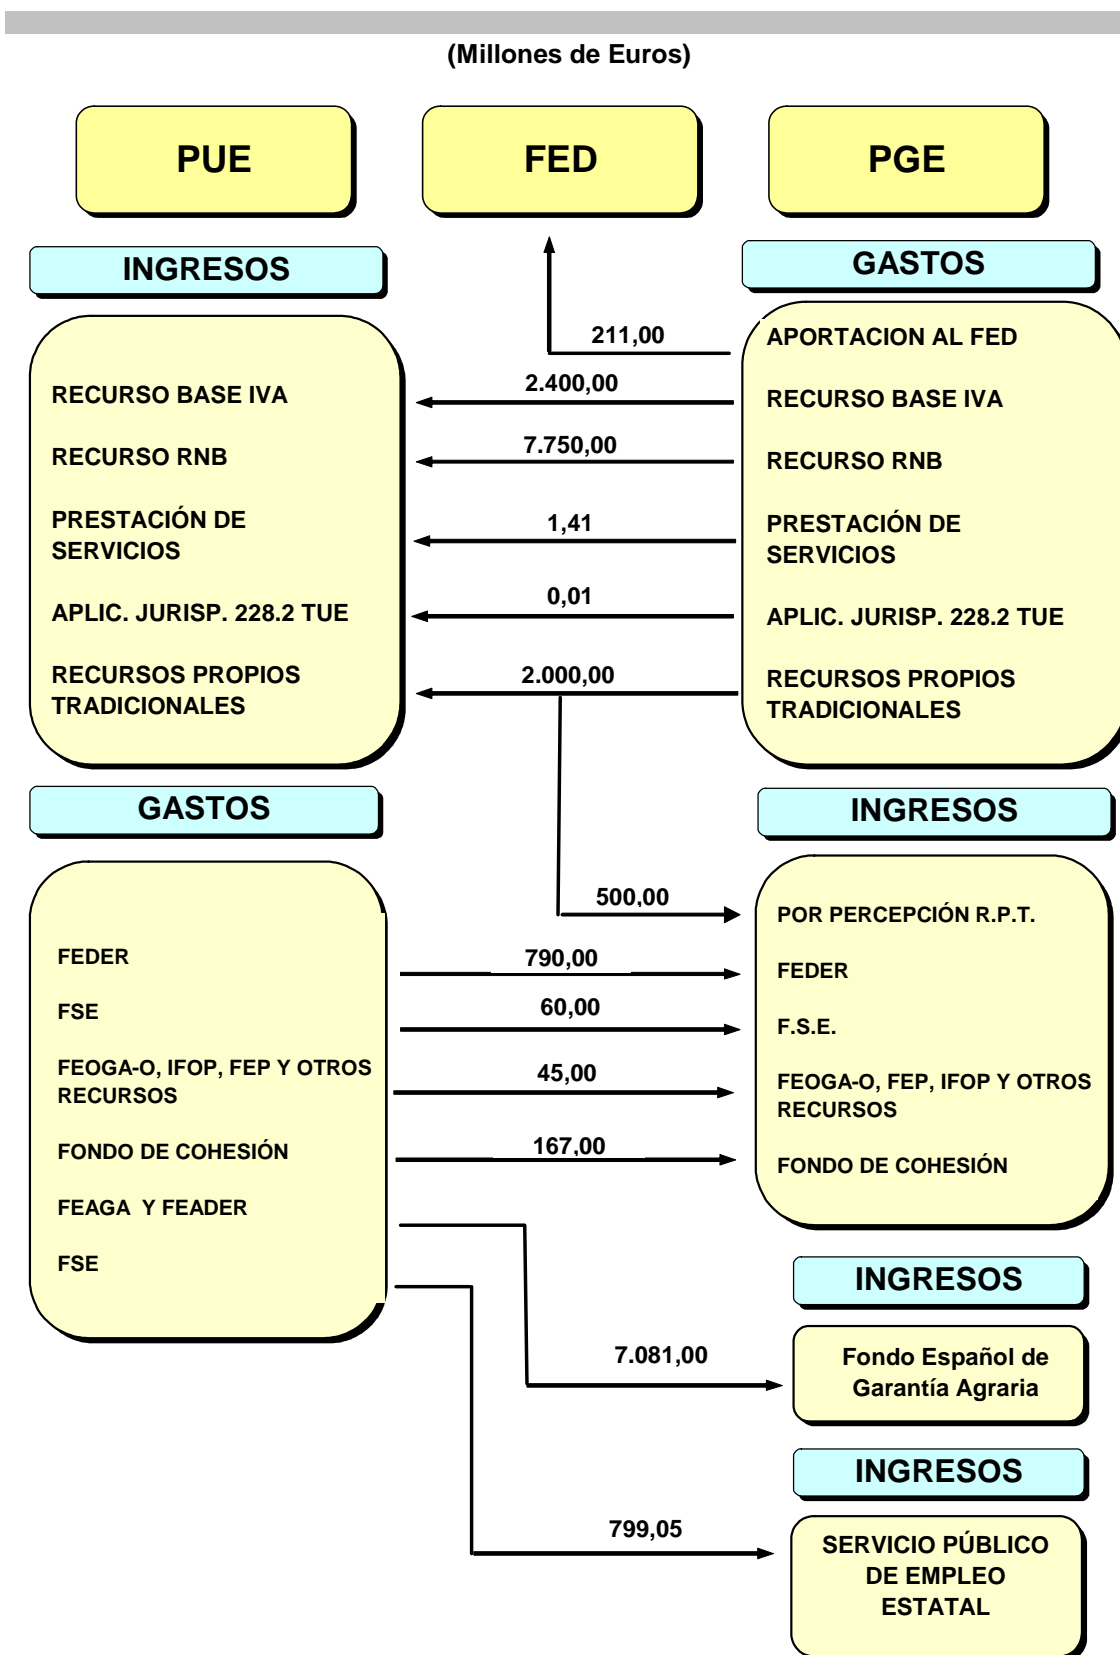 (Millones de Euros)
PUE
FED
PGE
INGRESOS
GASTOS
211,00
APORTACION AL FED
RECURSO BASE IVA
2.400,00
RECURSO BASE IVA
RECURSO RNB
7.750,00
RECURSO RNB
PRESTACIÓN DE
SERVICIOS
1,41
PRESTACIÓN DE
SERVICIOS
APLIC. JURISP. 228.2 TUE
0,01
APLIC. JURISP. 228.2 TUE
RECURSOS PROPIOS
TRADICIONALES
2.000,00
RECURSOS PROPIOS
TRADICIONALES
GASTOS
INGRESOS
500,00
POR PERCEPCIÓN R.P.T.
FEDER
790,00
FEDER
FSE
60,00
F.S.E.
FEOGA-O, IFOP, FEP Y OTROS
RECURSOS
45,00
FEOGA-O, FEP, IFOP Y OTROS
RECURSOS
FONDO DE COHESIÓN
167,00
FONDO DE COHESIÓN
FEAGA Y FEADER
FSE
INGRESOS
7.081,00
Fondo Español de
Garantía Agraria
INGRESOS
799,05
SERVICIO PÚBLICO
DE EMPLEO
ESTATAL